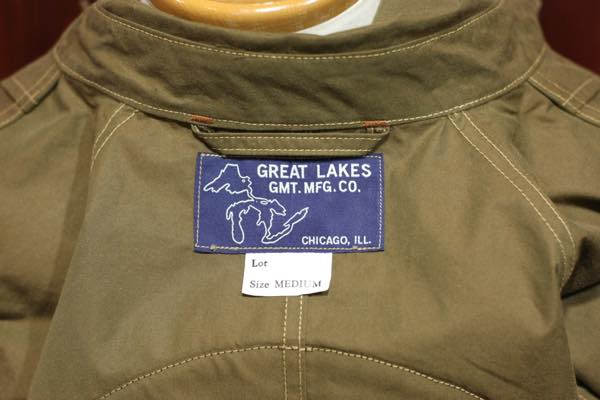 GREAT LAKES
GMT. MFG. CO.
CHICAGO, ILL.
Lot
Size MEDIUM